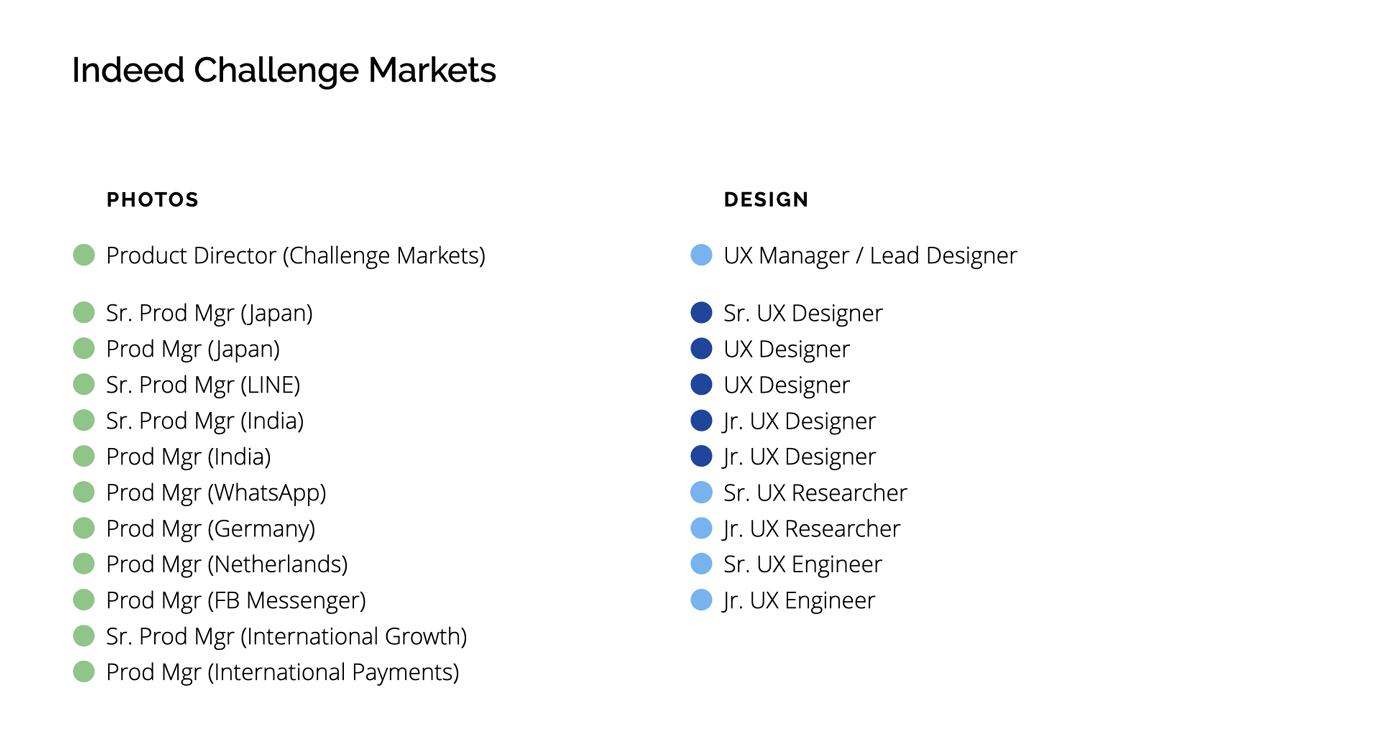 Indeed Challenge Markets
PHOTOS
Product Director (Challenge Markets)
Sr. Prod Mgr (Japan)
Prod Mgr (Japan)
Sr. Prod Mgr (LINE)
Sr. Prod Mgr (India)
Prod Mgr (India)
Prod Mgr (WhatsApp)
Prod Mgr (Germany)
Prod Mgr (Netherlands)
Prod Mgr (FB Messenger)
Sr. Prod Mgr (International Growth)
Prod Mgr (International Payments)
DESIGN
UX Manager / Lead Designer
Sr. UX Designer
UX Designer
UX Designer
Jr. UX Designer
Jr. UX Designer
Sr. UX Researcher
Jr. UX Researcher
Sr. UX Engineer
Jr. UX Engineer